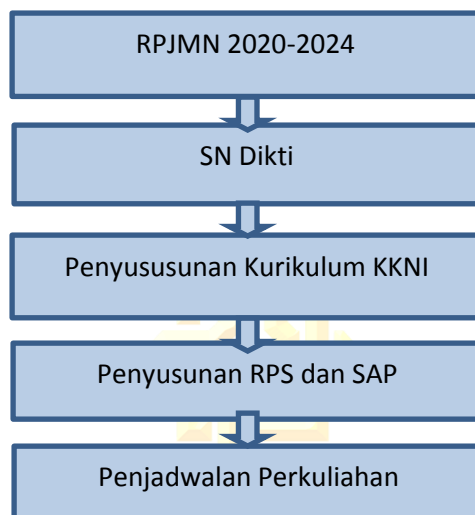 RPJMN 2020-2024
SN Dikti
Penyususunan Kurikulum KKNI
Penyusunan RPS dan SAP
Penjadwalan Perkuliahan